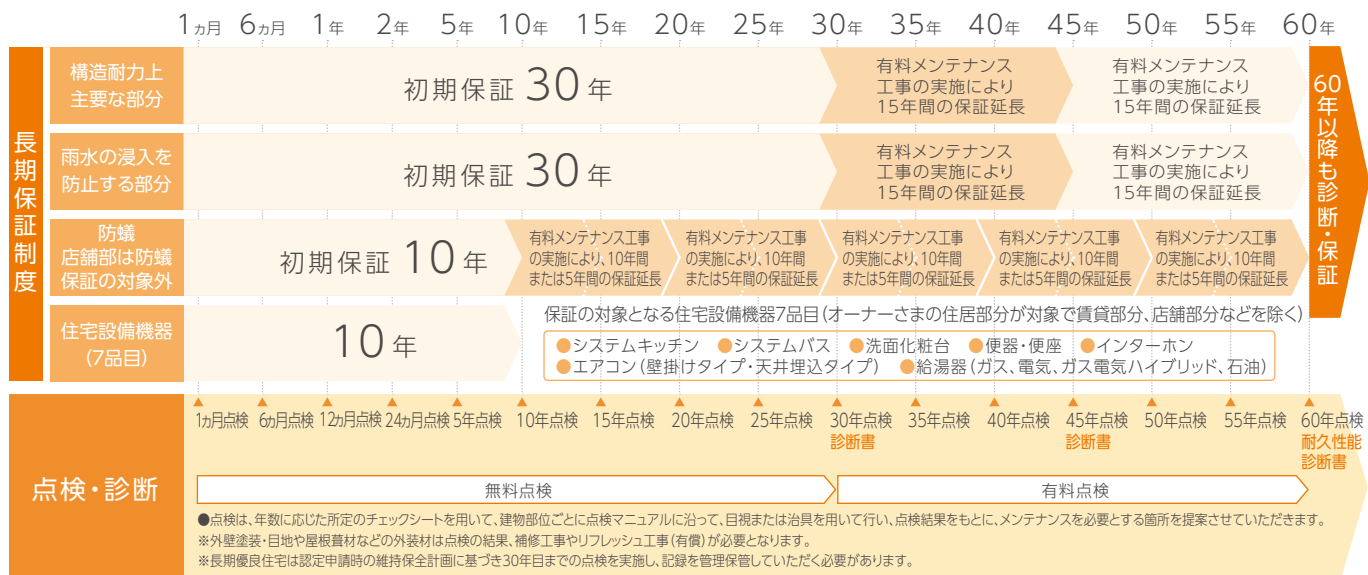 1ヵ月 6ヵ月 1年 2年 5年 10年 15年 20年 25年 30年 35年 40年 45年 50年 55年 60年
長期保証制度
構造耐力上
主要な部分
初期保証 30年
有料メンテナンス
工事の実施により
15年間の保証延長
有料メンテナンス
工事の実施により
15年間の保証延長
雨水の浸入を
防止する部分
初期保証 30年
有料メンテナンス
工事の実施により
15年間の保証延長
有料メンテナンス
工事の実施により
15年間の保証延長
防蟻
店舗部は防蟻
保証の対象外
初期保証 10年
有料メンテナンス工事
の実施により、10年間
または5年間の保証延長
有料メンテナンス工事
の実施により、10年間
または5年間の保証延長
有料メンテナンス工事
の実施により、10年間
または5年間の保証延長
有料メンテナンス工事
の実施により、10年間
または5年間の保証延長
有料メンテナンス工事
の実施により、10年間
または5年間の保証延長
住宅設備機器
(7品目)
10年
保証の対象となる住宅設備機器7品目(オーナーさまの住居部分が対象で賃貸部分、店舗部分などを除く)
●システムキッチン ●システムバス ●洗面化粧台 ●便器・便座 ●インターホン
●エアコン(壁掛けタイプ・天井埋込タイプ) ●給湯器(ガス、電気、ガス電気ハイブリッド、石油)
60年以降も診断・保証
点検・診断
1ヵ月点検 6ヵ月点検 12ヵ月点検 24ヵ月点検 5年点検 10年点検 15年点検 20年点検 25年点検 30年点検 35年点検 40年点検 45年点検 50年点検 55年点検 60年点検
診断書 診断書 耐久性能
診断書
無料点検 有料点検
●点検は、年数に応じた所定のチェックシートを用いて、建物部位ごとに点検マニュアルに沿って、目視または治具を用いて行い、点検結果をもとに、メンテナンスを必要とする箇所を提案させていただきます。
※外壁塗装・目地や屋根葺材などの外装材は点検の結果、補修工事やリフレッシュ工事(有償)が必要となります。
※長期優良住宅は認定申請時の維持保全計画に基づき30年目までの点検を実施し、記録を管理保管していただく必要があります。